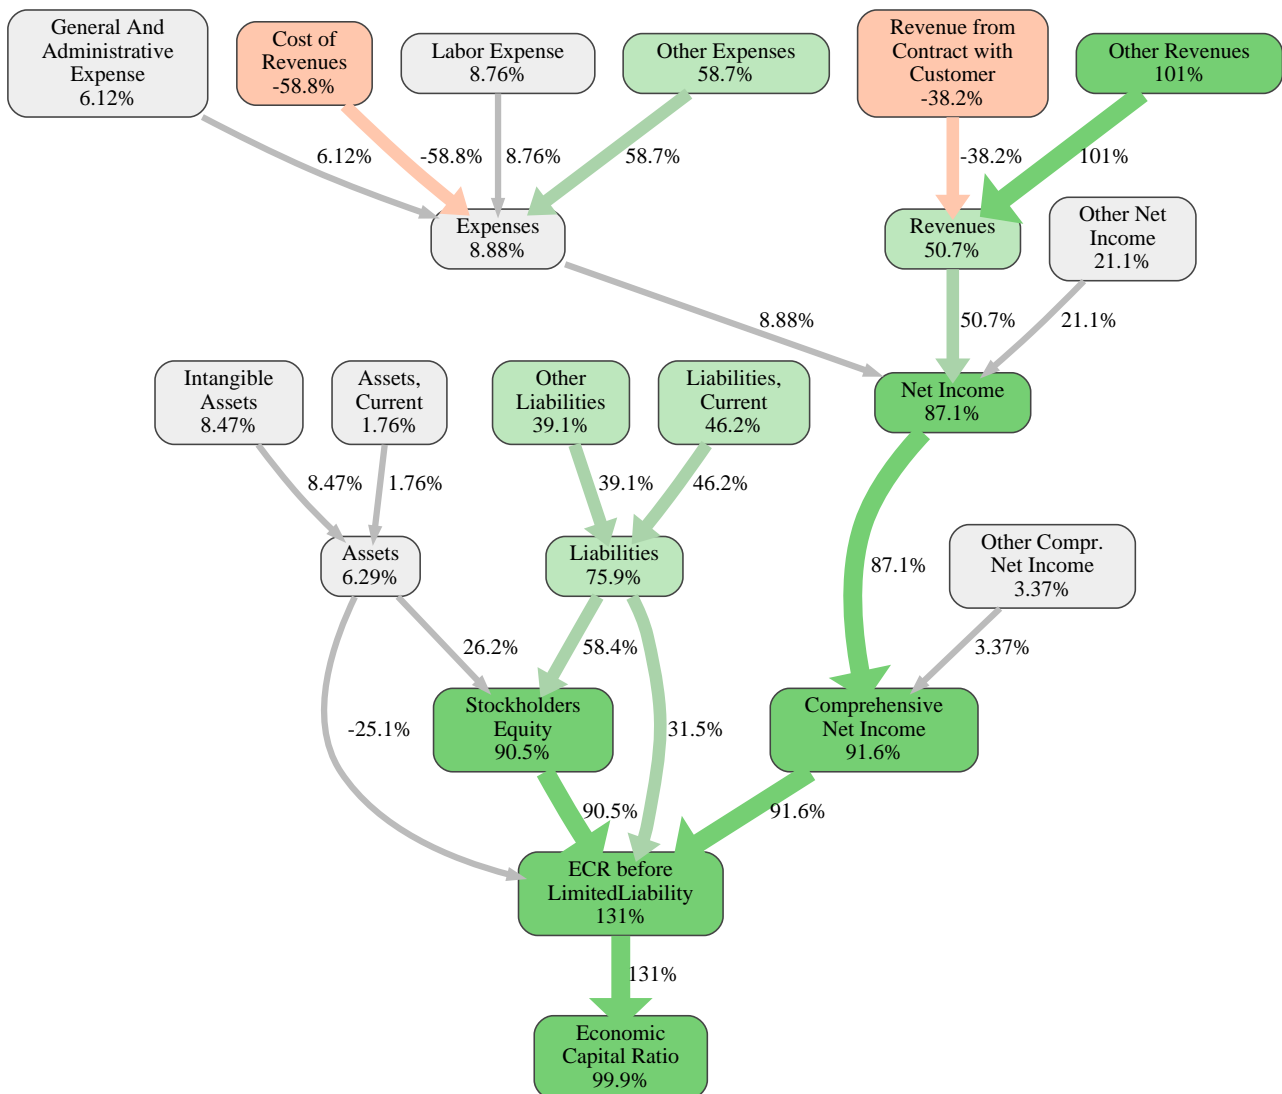 General And
Administrative
Expense
6.12%
Cost of
Revenues
-58.8%
Labor Expense
8.76%
Other Expenses
58.7%
Revenue from
Contract with
Customer
-38.2%
Other Revenues
101%
6.12%
-58.8%
8.76%
58.7%
-38.2%
101%
Expenses
8.88%
Revenues
50.7%
Other Net
Income
21.1%
8.88%
50.7%
21.1%
Intangible
Assets
8.47%
Assets,
Current
1.76%
Other
Liabilities
39.1%
Liabilities,
Current
46.2%
Net Income
87.1%
8.47%
1.76%
39.1%
46.2%
87.1%
Assets
6.29%
Liabilities
75.9%
Other Compr.
Net Income
3.37%
26.2%
58.4%
3.37%
-25.1%
Stockholders
Equity
90.5%
31.5%
Comprehensive
Net Income
91.6%
90.5%
91.6%
ECR before
LimitedLiability
131%
131%
Economic
Capital Ratio
99.9%